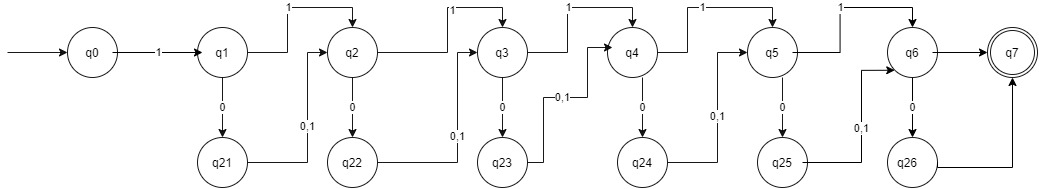 1 1 1 1 1
q0 1 q1 q2 q3 q4 q5 q6 q7
0,1
0 0 0 0 0 0
0,1 0,1 0,1 0,1
q21 q22 q23 q24 q25 q26